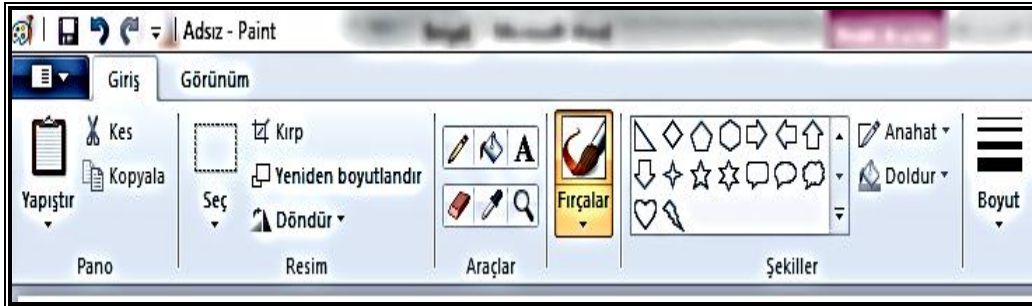 Adsız - Paint
Giriş Görünüm
Yapıştır
Kes
Kopyala
Pano
Seç
Kırp
Yeniden boyutlandır
Döndür
Resim
A
Araçlar
Fırçalar
Şekiller
Anahat
Doldur
Boyut